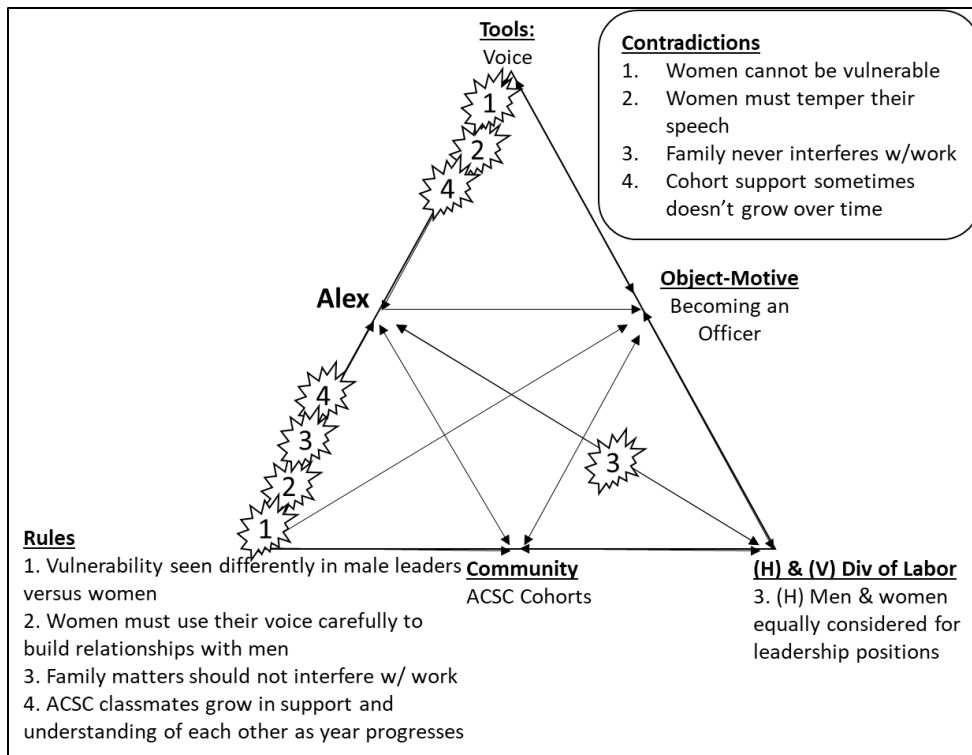 Tools:
Voice
Contradictions
1. Women cannot be vulnerable
2. Women must temper their
speech
3. Family never interferes w/work
4. Cohort support sometimes
doesn't grow over time
1
2
4
Alex
Object-Motive
Becoming an
Officer
4
3
2
1
3
Rules
1. Vulnerability seen differently in male leaders
versus women
2. Women must use their voice carefully to
build relationships with men
3. Family matters should not interfere w/ work
4. ACSC classmates grow in support and
understanding of each other as year progresses
Community
ACSC Cohorts
(H) & (V) Div of Labor
3. (H) Men & women
equally considered for
leadership positions